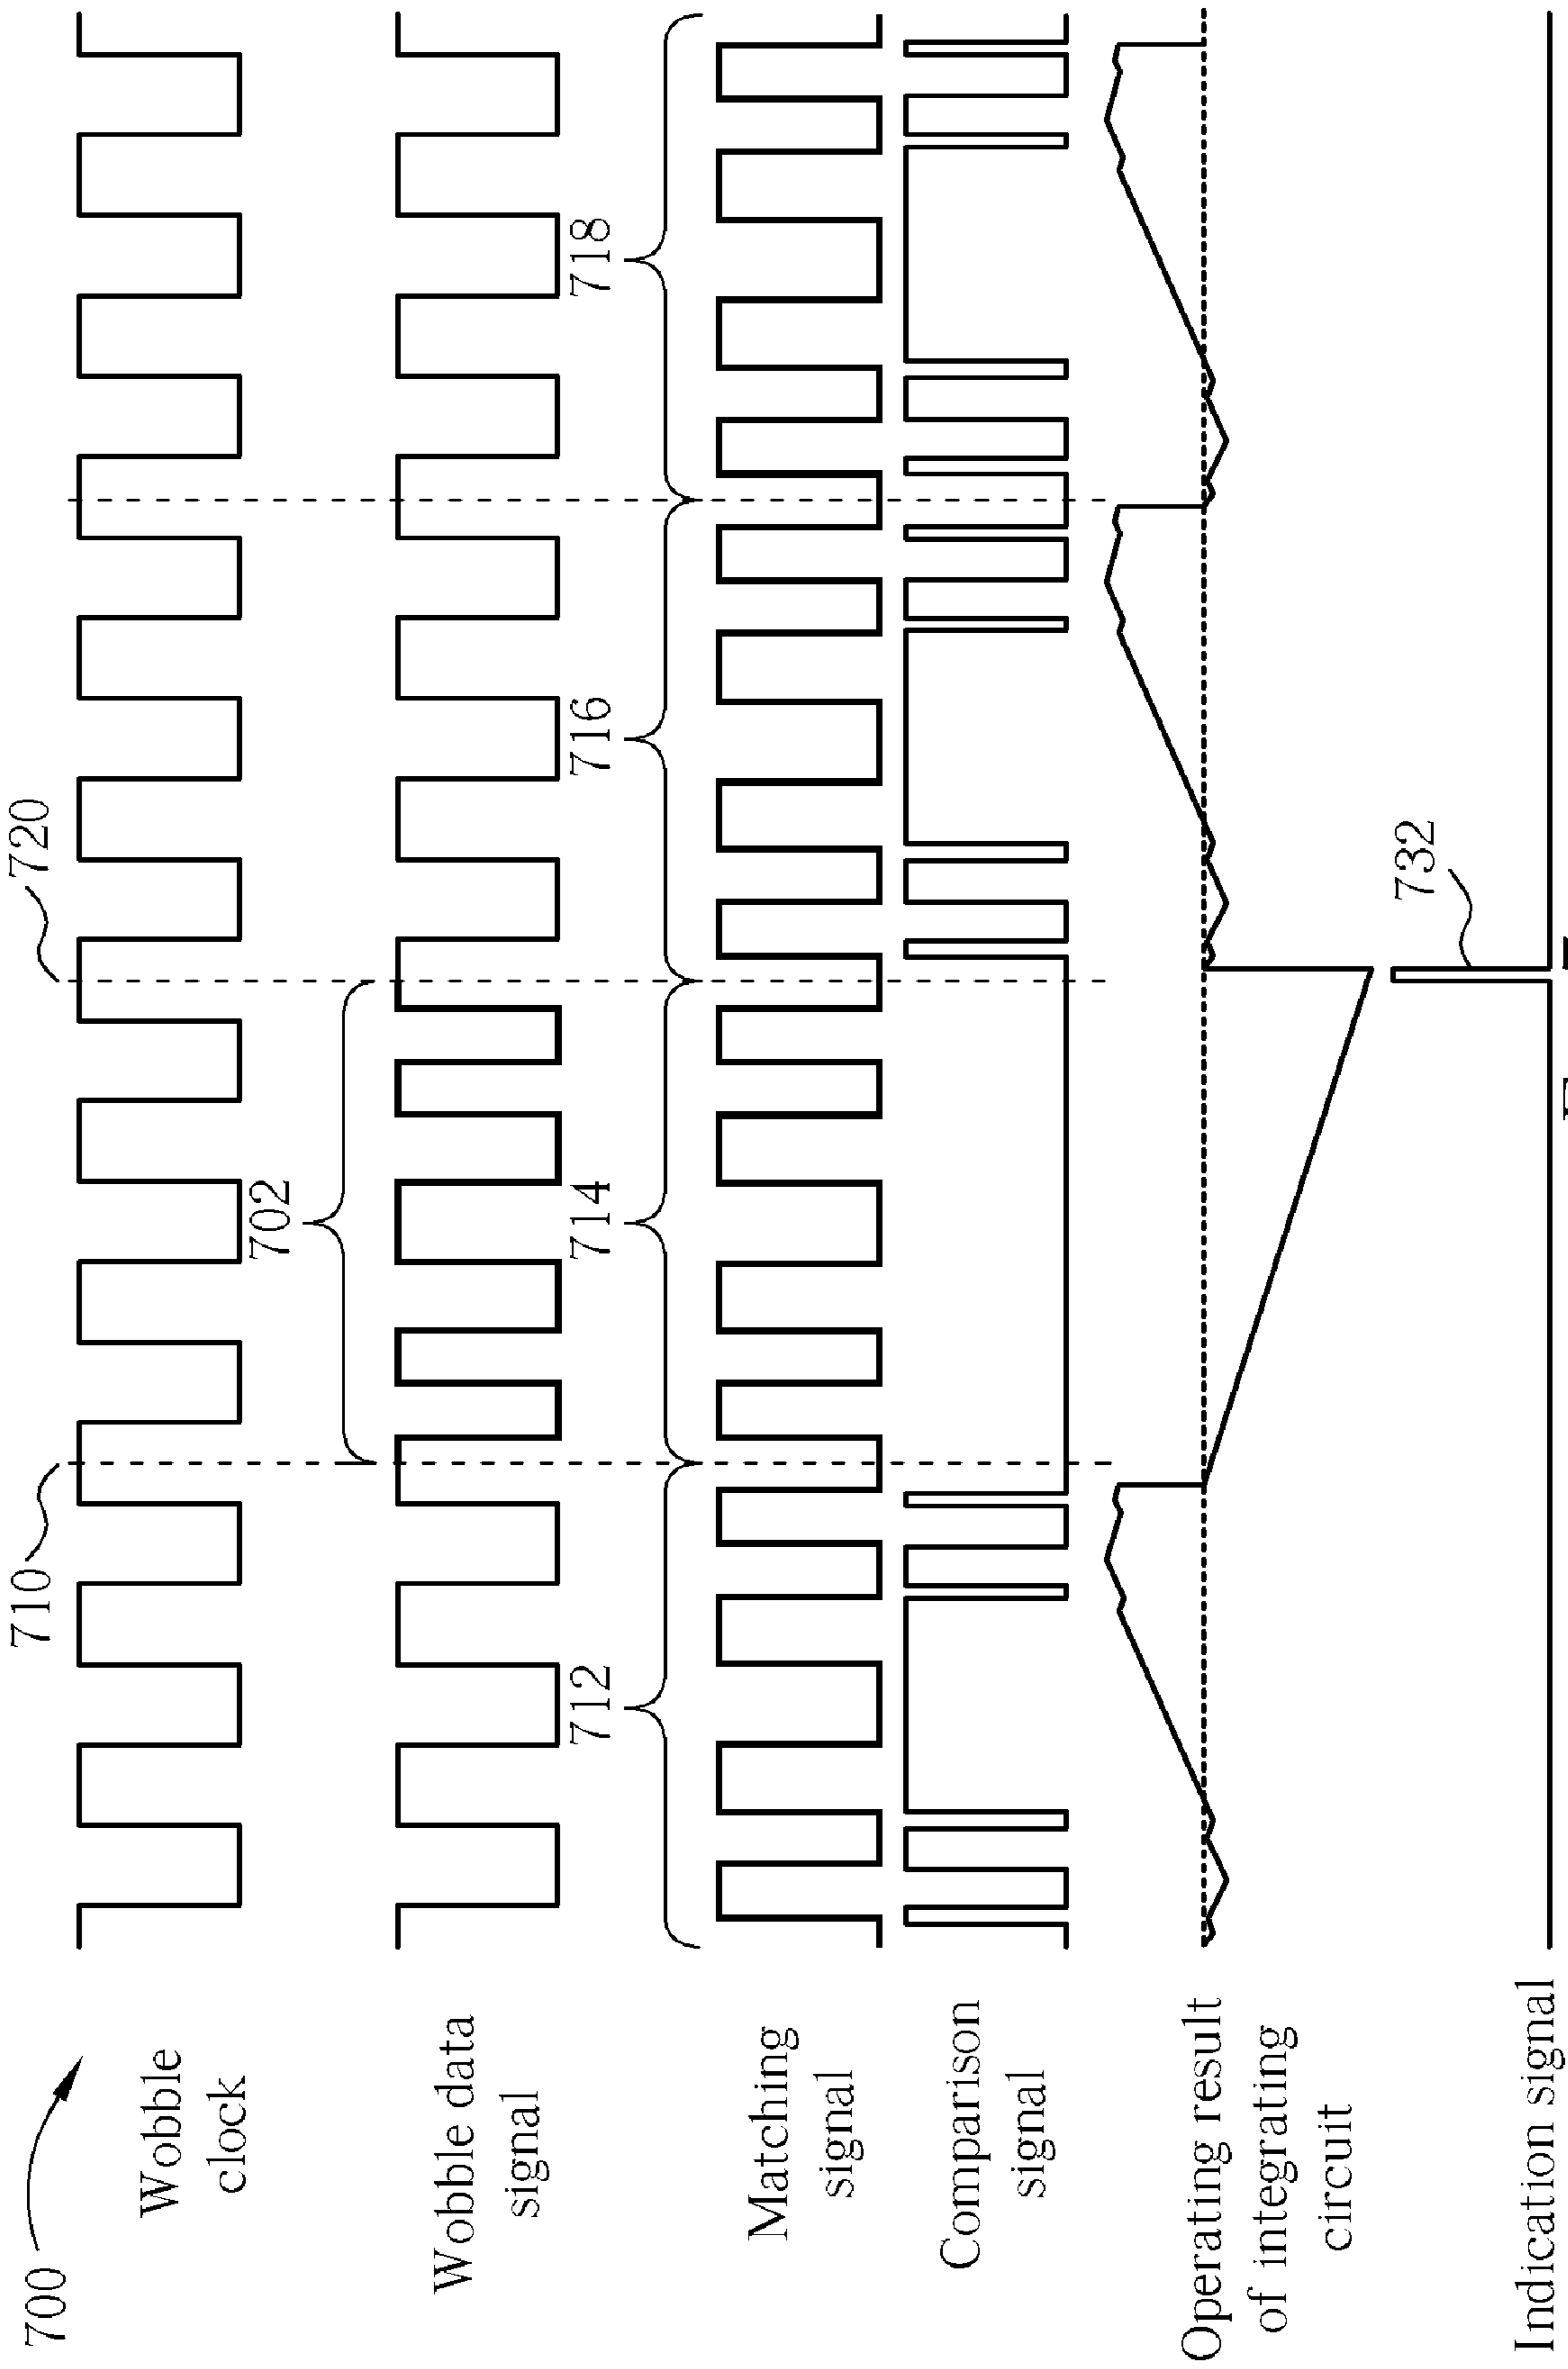 700
710
720
Wobble
clock
702
Wobble data
signal
712
714
716
718
Matching
signal
Comparison
signal
Operating result
of integrating
circuit
732
Indication signal